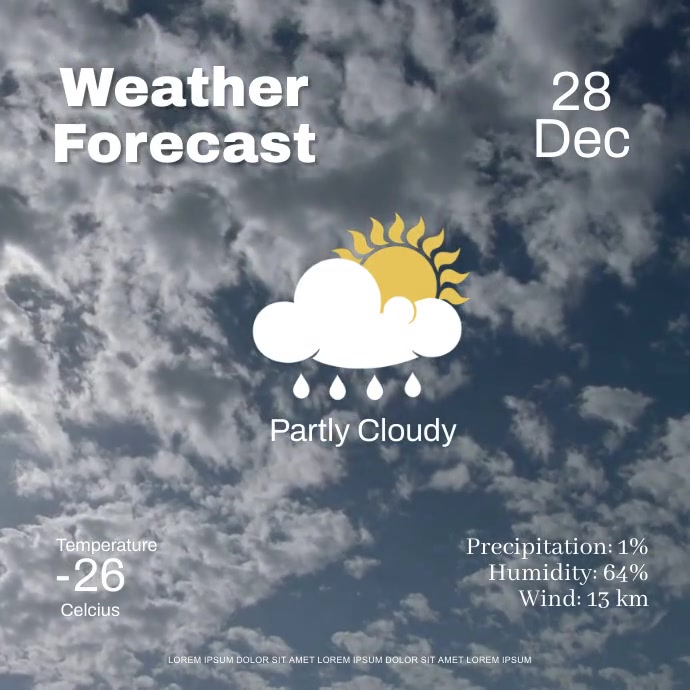 Weather
Forecast
28
Dec
Partly Cloudy
Temperature
-26
Celcius
Precipitation: 1%
Humidity: 64%
Wind: 13 km
LOREM IPSUM DOLOR SIT AMET LOREM IPSUM DOLOR SIT AMET LOREM IPSUM